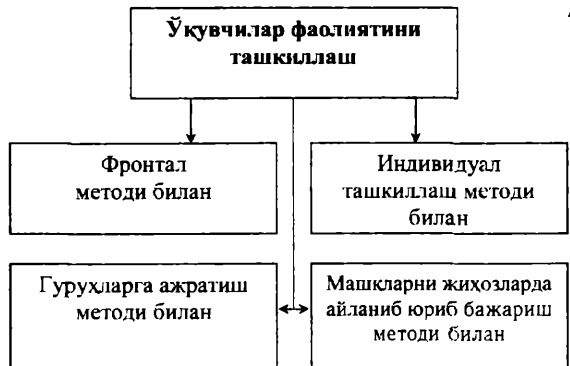 Ўқувчилар фаолиятини
ташкиллаш
Фронтал
методи билан
Индивидуал
ташкиллаш методи
билан
Гуруҳларга ажратиш
методи билан
Машқларни жиҳозларда
айланиб юриб бажариш
методи билан